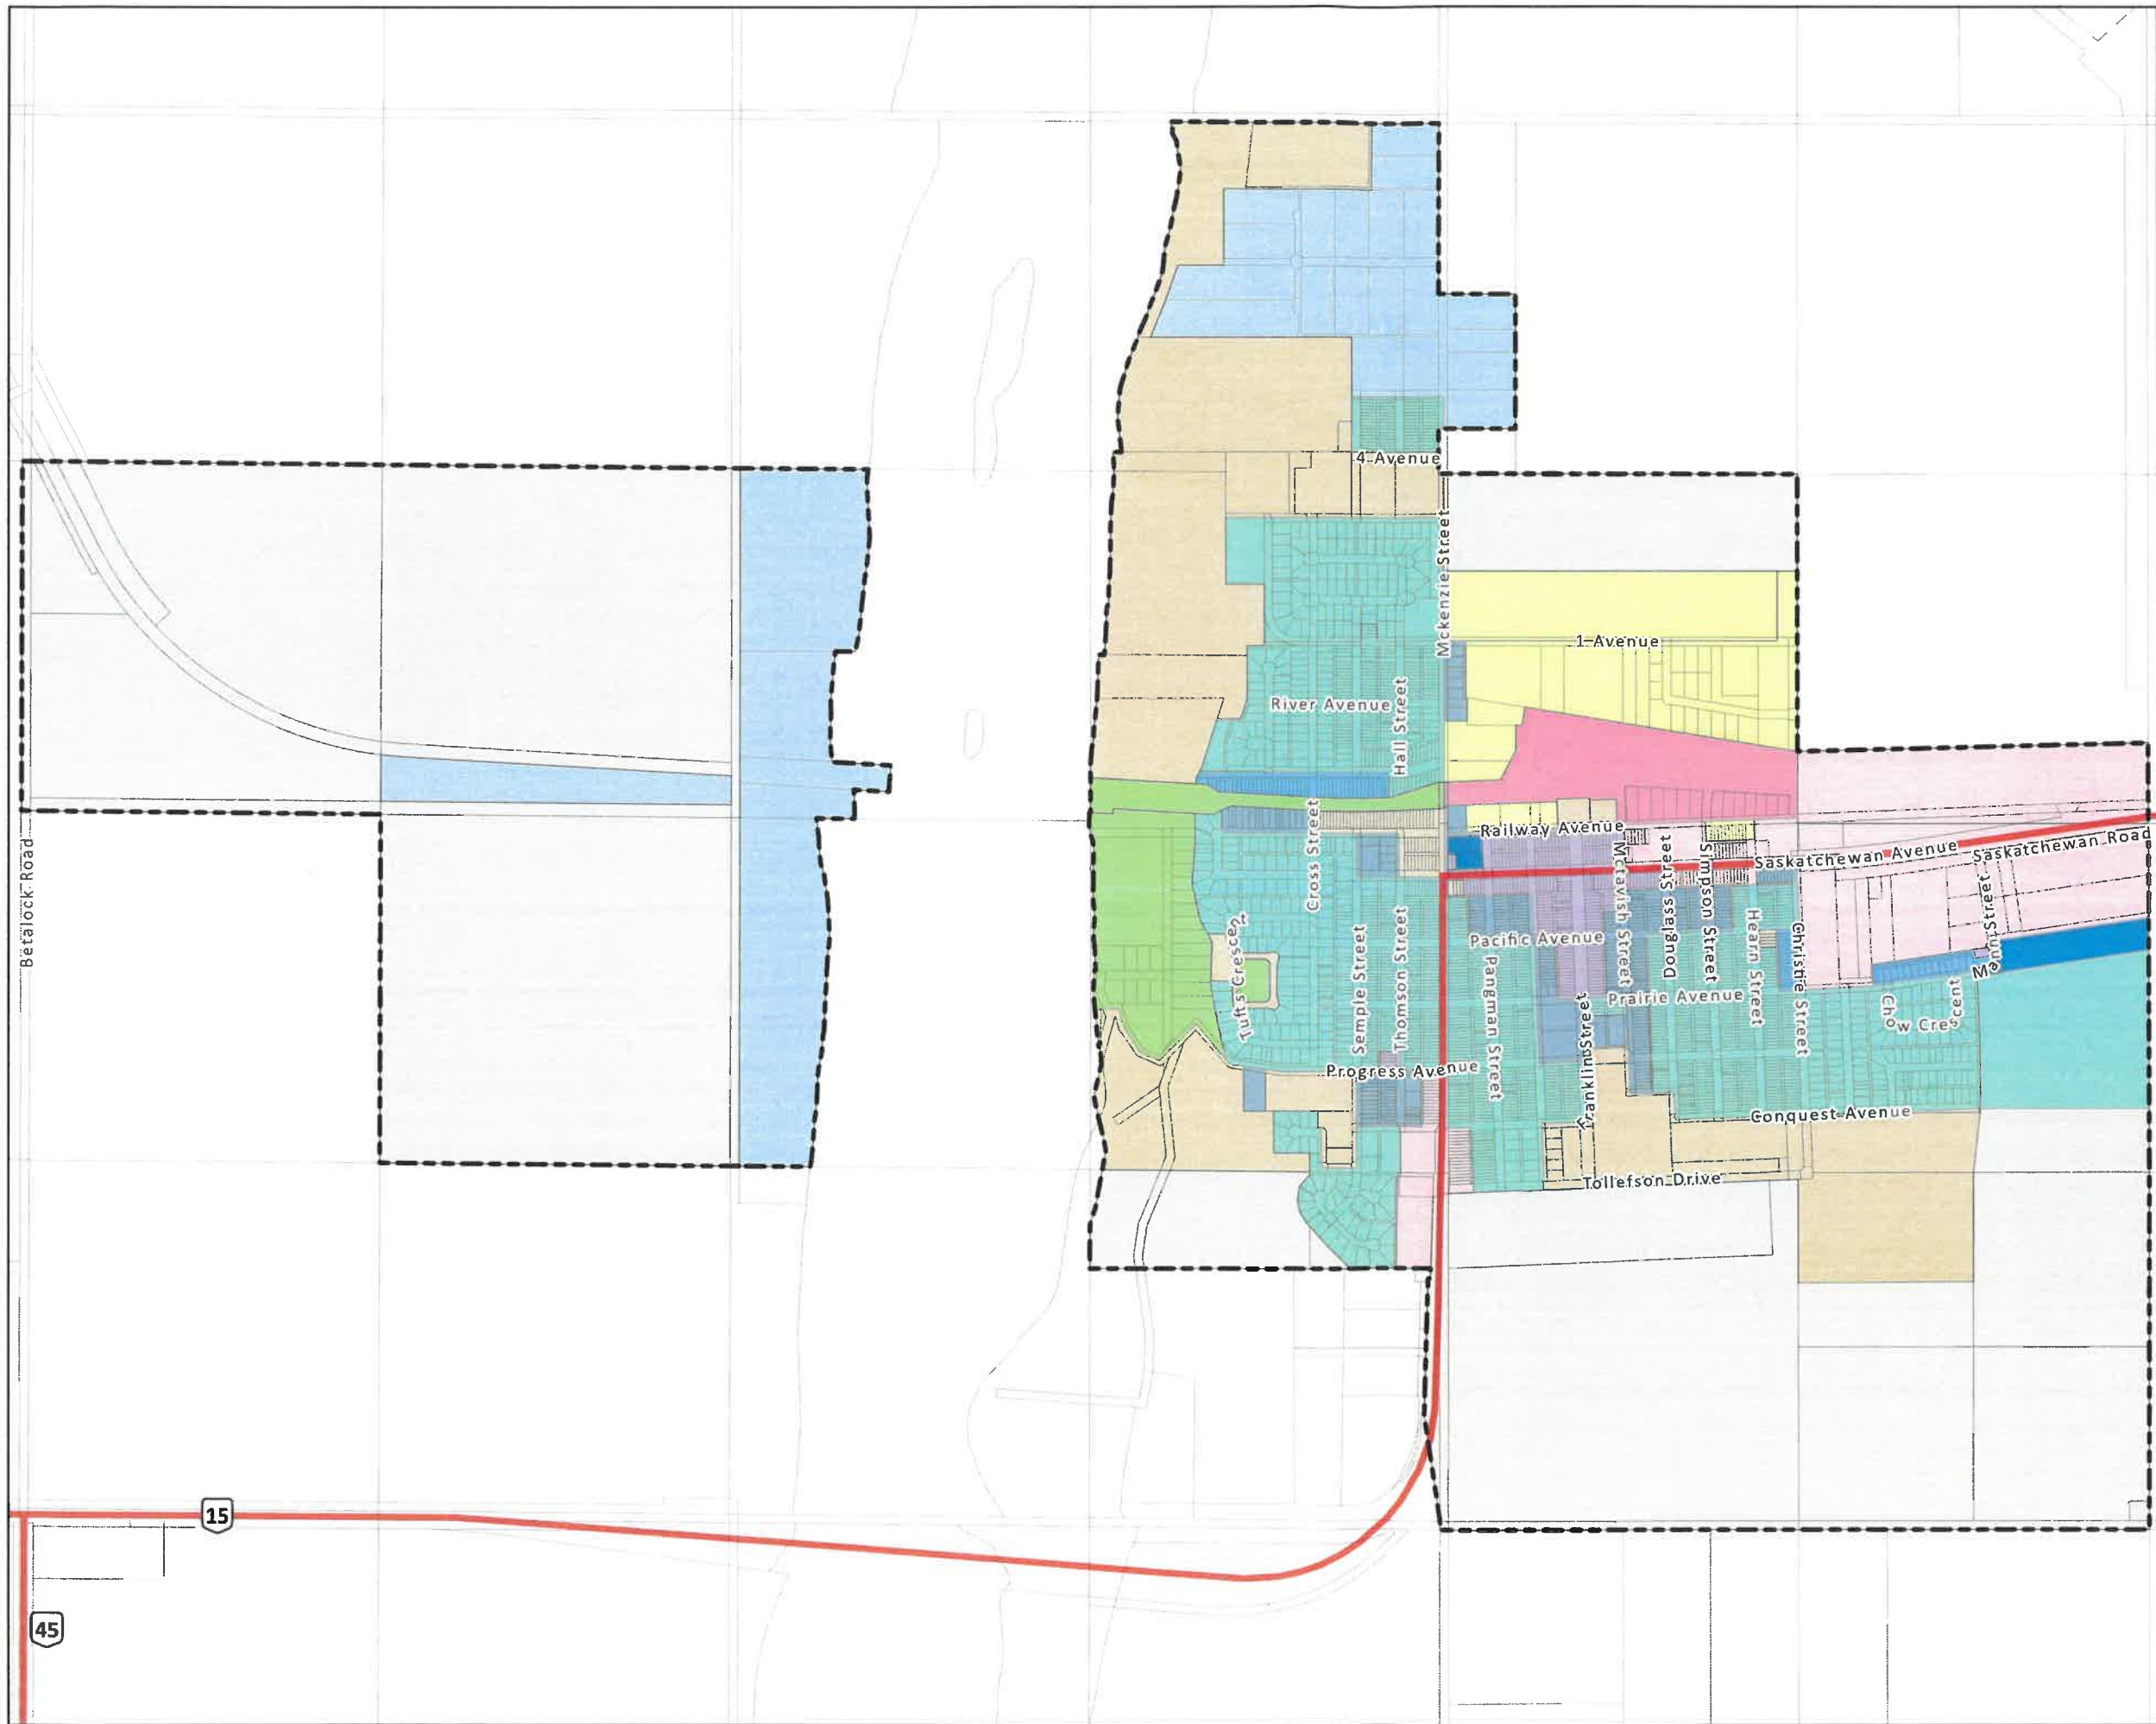 4 Avenue
Mckenzie Street
1 Avenue
River Avenue
Hall Street
Railway Avenue
Cross Street
Mctavish Street
Douglass Street
Simpson Street
Saskatchewan Avenue
Saskatchewan Road
Betalock Road
Mann Street
Tufts Crescent
Semple Street
Thomson Street
Pacific Avenue
Pangman Street
Hearn Street
Christie Street
Prairie Avenue
Franklin Street
Chow Crescent
Progress Avenue
Conquest Avenue
Tollefson Drive
15
45